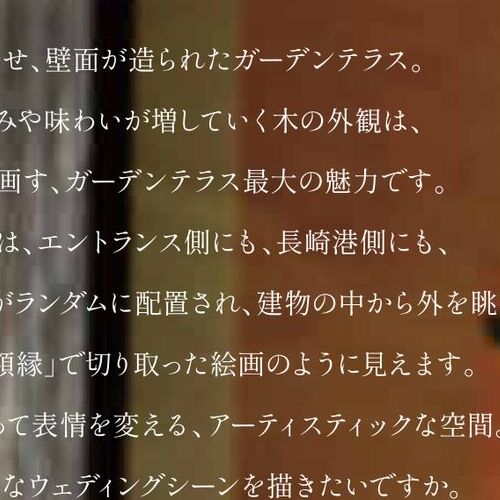 せ、壁面が造られたガーデンテラス。
みや味わいが増していく木の外観は、
画す、ガーデンテラス最大の魅力です。
は、エントランス側にも、長崎港側にも、
がランダムに配置され、建物の中から外を眺
額縁」で切り取った絵画のように見えます。
って表情を変える、アーティスティックな空間。
なウェディングシーンを描きたいですか。